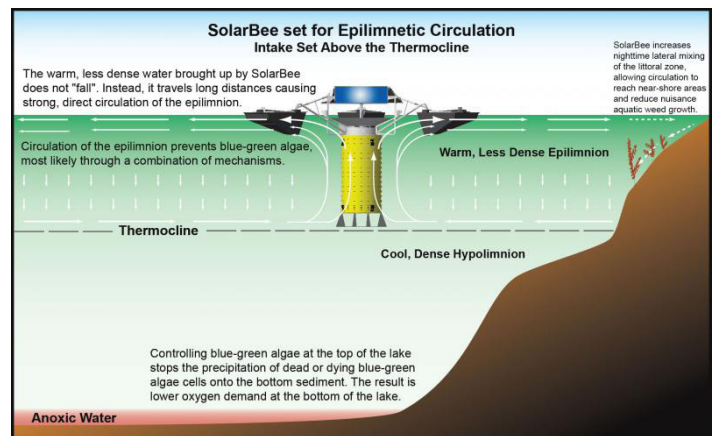 SolarBee set for Epilimnetic Circulation
Intake Set Above the Thermocline
The warm, less dense water brought up by SolarBee
does not "fall". Instead, it travels long distances causing
strong, direct circulation of the epilimnion.
SolarBee increases
nighttime lateral mixing
of the littoral zone,
allowing circulation to
reach near-shore areas
and reduce nuisance
aquatic weed growth.
Circulation of the epilimnion prevents blue-green algae,
most likely through a combination of mechanisms.
Warm, Less Dense Epilimnion
Thermocline
Cool, Dense Hypolimnion
Controlling blue-green algae at the top of the lake
stops the precipitation of dead or dying blue-green
algae cells onto the bottom sediment. The result is
lower oxygen demand at the bottom of the lake.
Anoxic Water